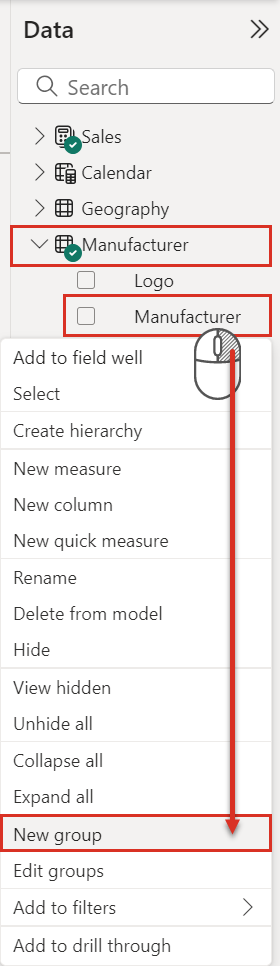 Data
Search
Sales
Calendar
Geography
Manufacturer
Logo
Manufacturer
Add to field well
Select
Create hierarchy
New measure
New column
New quick measure
Rename
Delete from model
Hide
View hidden
Unhide all
Collapse all
Expand all
New group
Edit groups
Add to filters
Add to drill through